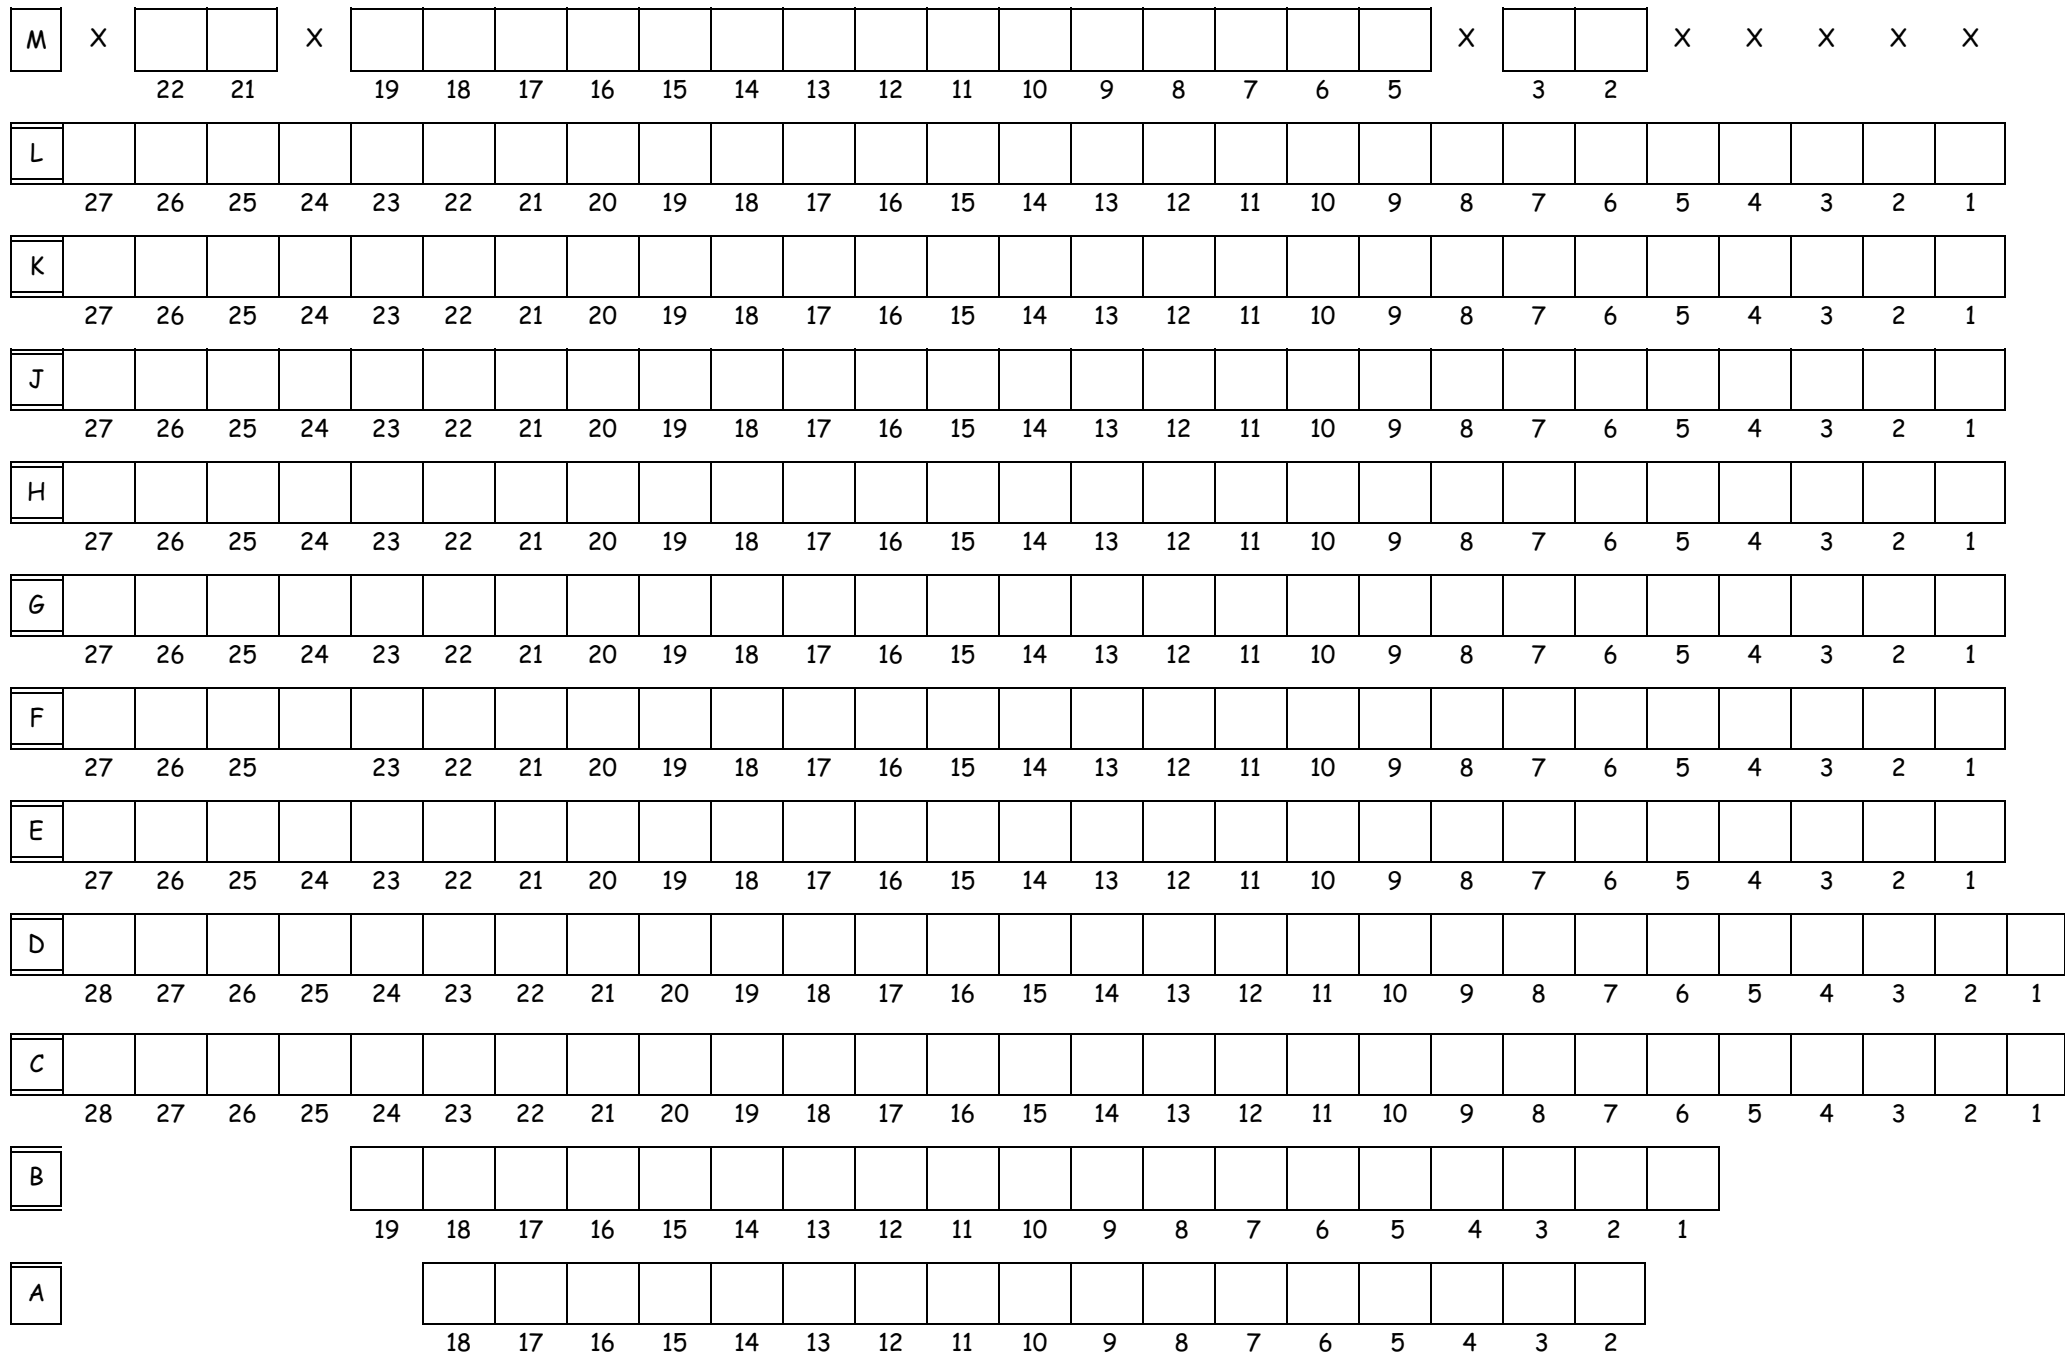 M X X X X X X X X
22 21 19 18 17 16 15 14 13 12 11 10 9 8 7 6 5 3 2
L
27 26 25 24 23 22 21 20 19 18 17 16 15 14 13 12 11 10 9 8 7 6 5 4 3 2 1
K
27 26 25 24 23 22 21 20 19 18 17 16 15 14 13 12 11 10 9 8 7 6 5 4 3 2 1
J
27 26 25 24 23 22 21 20 19 18 17 16 15 14 13 12 11 10 9 8 7 6 5 4 3 2 1
H
27 26 25 24 23 22 21 20 19 18 17 16 15 14 13 12 11 10 9 8 7 6 5 4 3 2 1
G
27 26 25 24 23 22 21 20 19 18 17 16 15 14 13 12 11 10 9 8 7 6 5 4 3 2 1
F
27 26 25 23 22 21 20 19 18 17 16 15 14 13 12 11 10 9 8 7 6 5 4 3 2 1
E
27 26 25 24 23 22 21 20 19 18 17 16 15 14 13 12 11 10 9 8 7 6 5 4 3 2 1
D
28 27 26 25 24 23 22 21 20 19 18 17 16 15 14 13 12 11 10 9 8 7 6 5 4 3 2 1
C
28 27 26 25 24 23 22 21 20 19 18 17 16 15 14 13 12 11 10 9 8 7 6 5 4 3 2 1
B
19 18 17 16 15 14 13 12 11 10 9 8 7 6 5 4 3 2 1
A
18 17 16 15 14 13 12 11 10 9 8 7 6 5 4 3 2